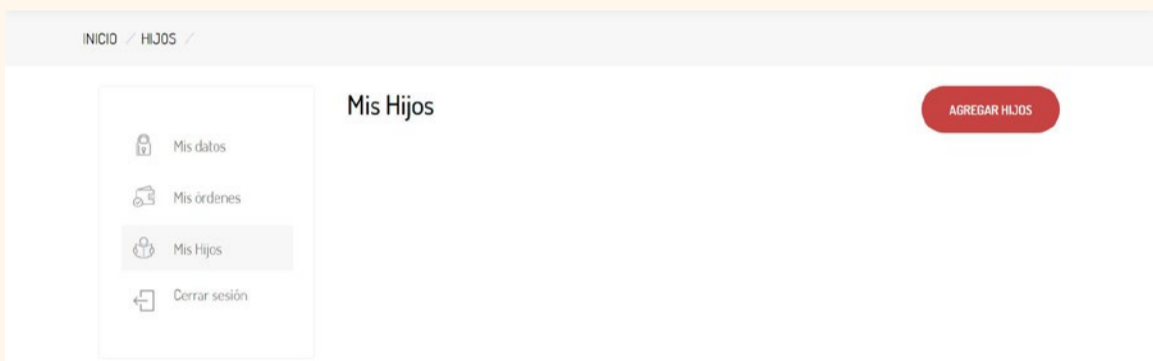 INICIO / HIJOS /
Mis Hijos
AGREGAR HIJOS
Mis datos
Mis órdenes
Mis Hijos
Cerrar sesión